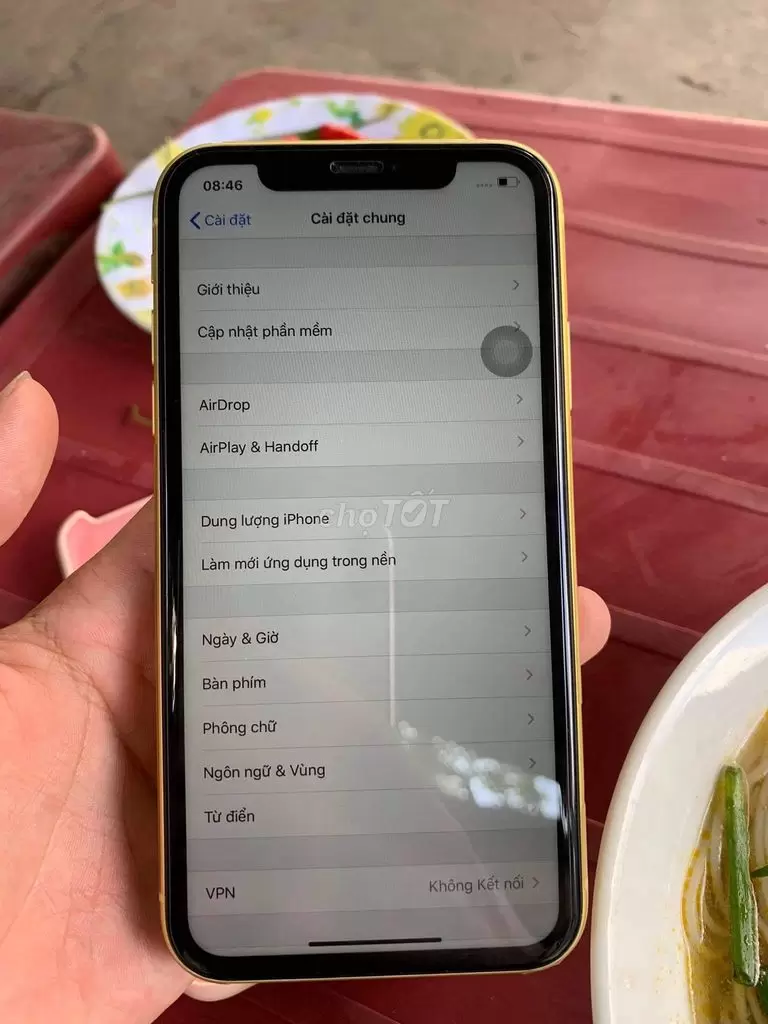 08:46
Cài đặt
Cài đặt chung
Giới thiệu
Cập nhật phần mềm
AirDrop
AirPlay & Handoff
Dung lượng iPhone
chợTỐT
Làm mới ứng dụng trong nền
Ngày & Giờ
Bàn phím
Phông chữ
Ngôn ngữ & Vùng
Từ điển
VPN Không Kết nối